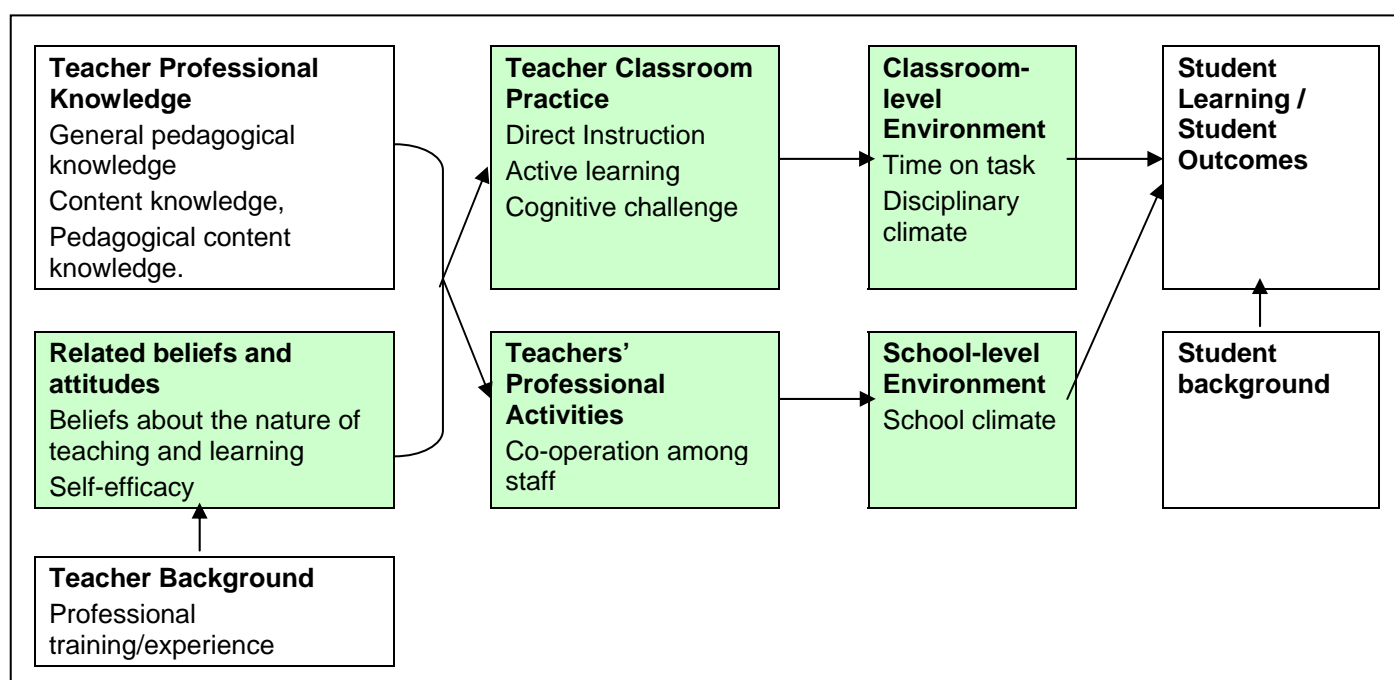 Teacher Professional
Knowledge
General pedagogical
knowledge
Content knowledge,
Pedagogical content
knowledge.
Related beliefs and
attitudes
Beliefs about the nature of
teaching and learning
Self-efficacy
Teacher Background
Professional
training/experience
Teacher Classroom
Practice
Direct Instruction
Active learning
Cognitive challenge
Teachers’
Professional
Activities
Co-operation among
staff
Classroom-
level
Environment
Time on task
Disciplinary
climate
School-level
Environment
School climate
Student
Learning /
Student
Outcomes
Student
background